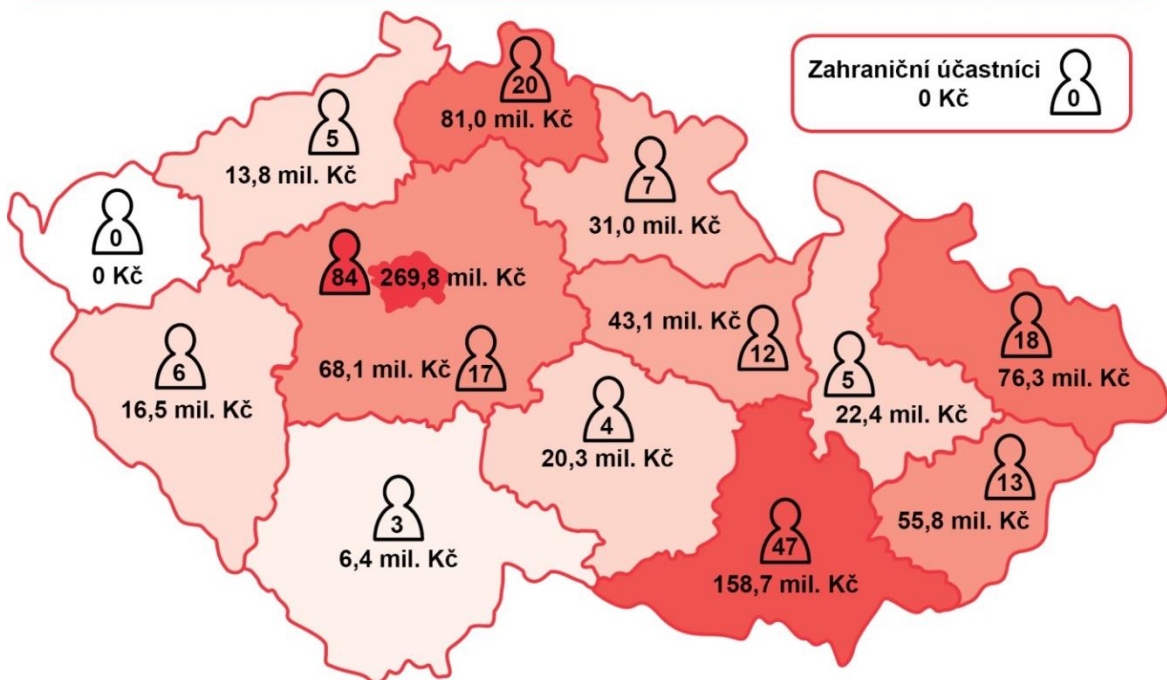 Zahraniční účastníci
0 Kč
0
20
81,0 mil. Kč
5
13,8 mil. Kč
7
31,0 mil. Kč
0
0 Kč
84
269,8 mil. Kč
43,1 mil. Kč
12
18
76,3 mil. Kč
6
16,5 mil. Kč
68,1 mil. Kč
17
5
22,4 mil. Kč
4
20,3 mil. Kč
13
55,8 mil. Kč
3
6,4 mil. Kč
47
158,7 mil. Kč